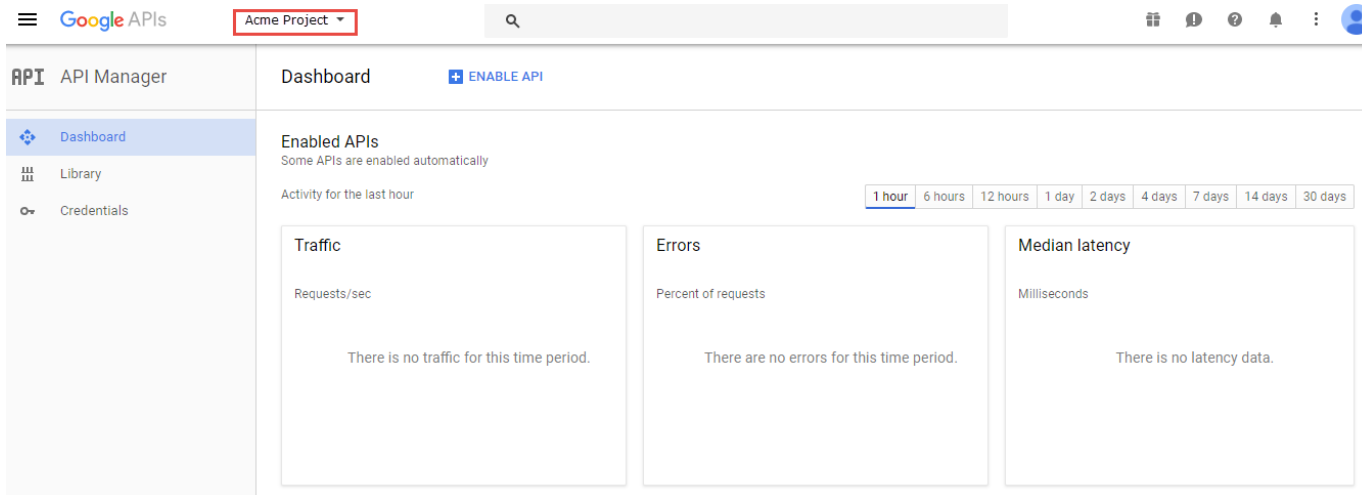 Google APIs
Acme Project
API API Manager
Dashboard
ENABLE API
Dashboard
Library
Credentials
Enabled APIs
Some APIs are enabled automatically
Activity for the last hour
1 hour 6 hours 12 hours 1 day 2 days 4 days 7 days 14 days 30 days
Traffic
Requests/sec
There is no traffic for this time period.
Errors
Percent of requests
There are no errors for this time period.
Median latency
Milliseconds
There is no latency data.